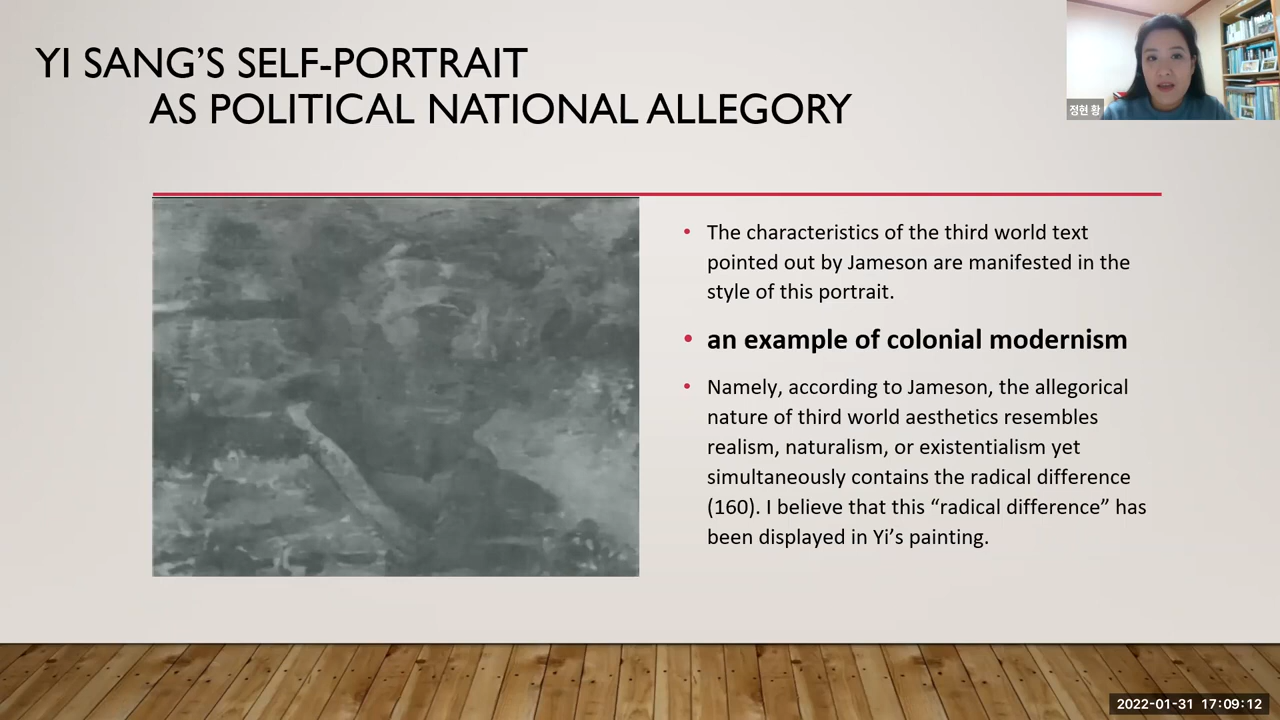 YI SANG’S SELF-PORTRAIT
AS POLITICAL NATIONAL ALLEGORY
정현 황
• The characteristics of the third world text
pointed out by Jameson are manifested in the
style of this portrait.
• an example of colonial modernism
• Namely, according to Jameson, the allegorical
nature of third world aesthetics resembles
realism, naturalism, or existentialism yet
simultaneously contains the radical difference
(160). I believe that this “radical difference” has
been displayed in Yi’s painting.
2022-01-31 17:09:12